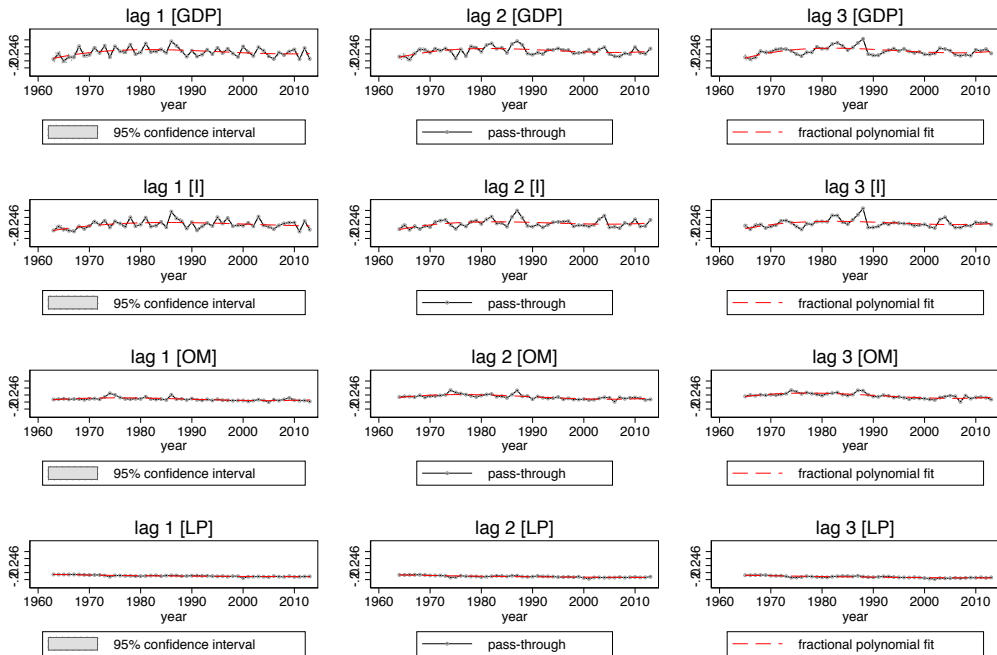 lag 1 [GDP] lag 2 [GDP] lag 3 [GDP]
1960 1970 1980 1990 2000 2010 1960 1970 1980 1990 2000 2010 1960 1970 1980 1990 2000 2010
year year year
95% confidence interval pass-through fractional polynomial fit
lag 1 [I] lag 2 [I] lag 3 [I]
1960 1970 1980 1990 2000 2010 1960 1970 1980 1990 2000 2010 1960 1970 1980 1990 2000 2010
year year year
95% confidence interval pass-through fractional polynomial fit
lag 1 [OM] lag 2 [OM] lag 3 [OM]
1960 1970 1980 1990 2000 2010 1960 1970 1980 1990 2000 2010 1960 1970 1980 1990 2000 2010
year year year
95% confidence interval pass-through fractional polynomial fit
lag 1 [LP] lag 2 [LP] lag 3 [LP]
1960 1970 1980 1990 2000 2010 1960 1970 1980 1990 2000 2010 1960 1970 1980 1990 2000 2010
year year year
95% confidence interval pass-through fractional polynomial fit